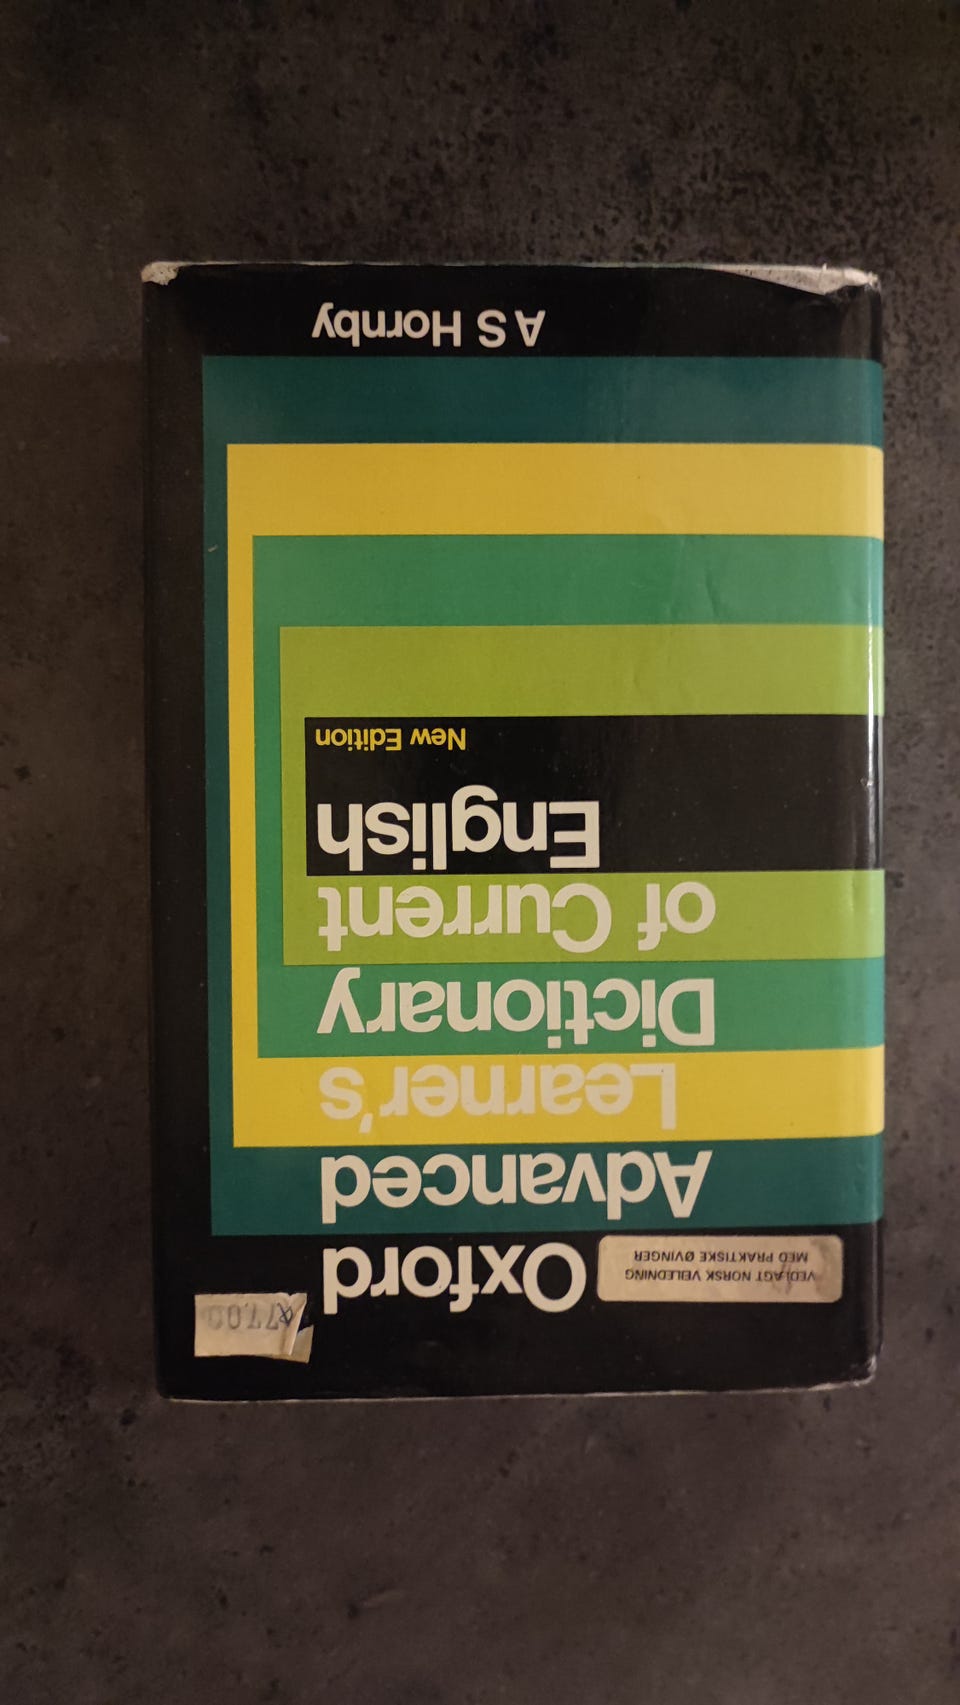 VEDLAGT NORSK VEILEDNING
MED PRAKTISKE ØVINGER
Oxford
Advanced
Learner's
Dictionary
of Current
English
New Edition
A S Hornby